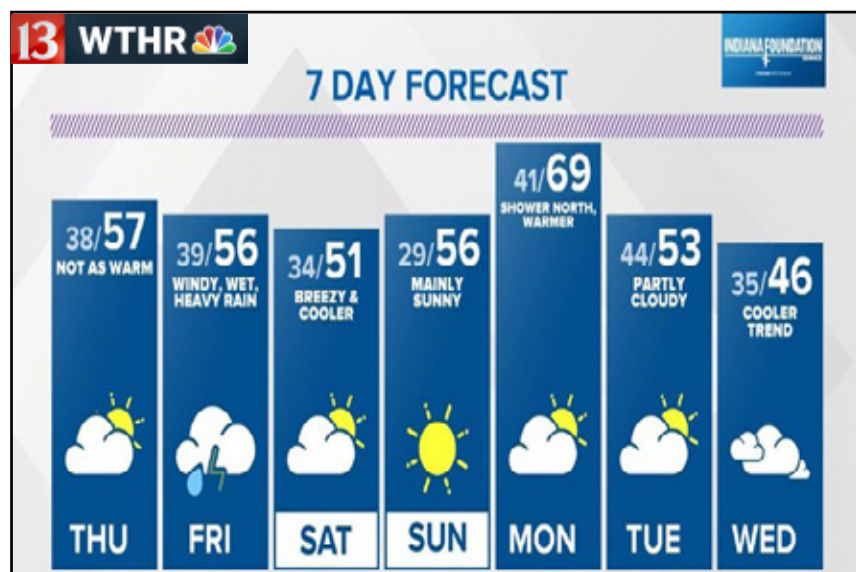 13 WTHR
INDIANA FOUNDATION
SERVICE
7 DAY FORECAST
38/57
NOT AS WARM
THU
39/56
WINDY, WET,
HEAVY RAIN
FRI
34/51
BREEZY &
COOLER
SAT
29/56
MAINLY
SUNNY
SUN
41/69
SHOWER NORTH,
WARMER
MON
44/53
PARTLY
CLOUDY
TUE
35/46
COOLER
TREND
WED